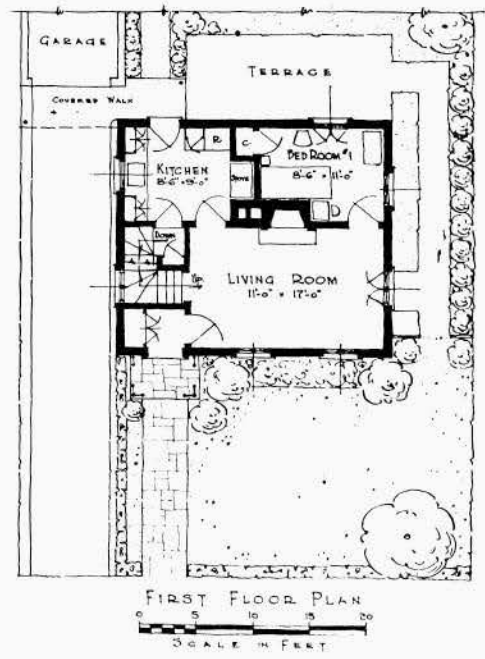 GARAGE
TERRACE
COVERED WALK
R
C
BED ROOM #1
8'-6" × 11'-0"
KITCHEN
8'-6" × 9'-0"
STOVE
D
DOWN
UP
LIVING ROOM
11'-0" × 17'-0"
FIRST FLOOR PLAN
0 5 10 15 20
SCALE IN FEET